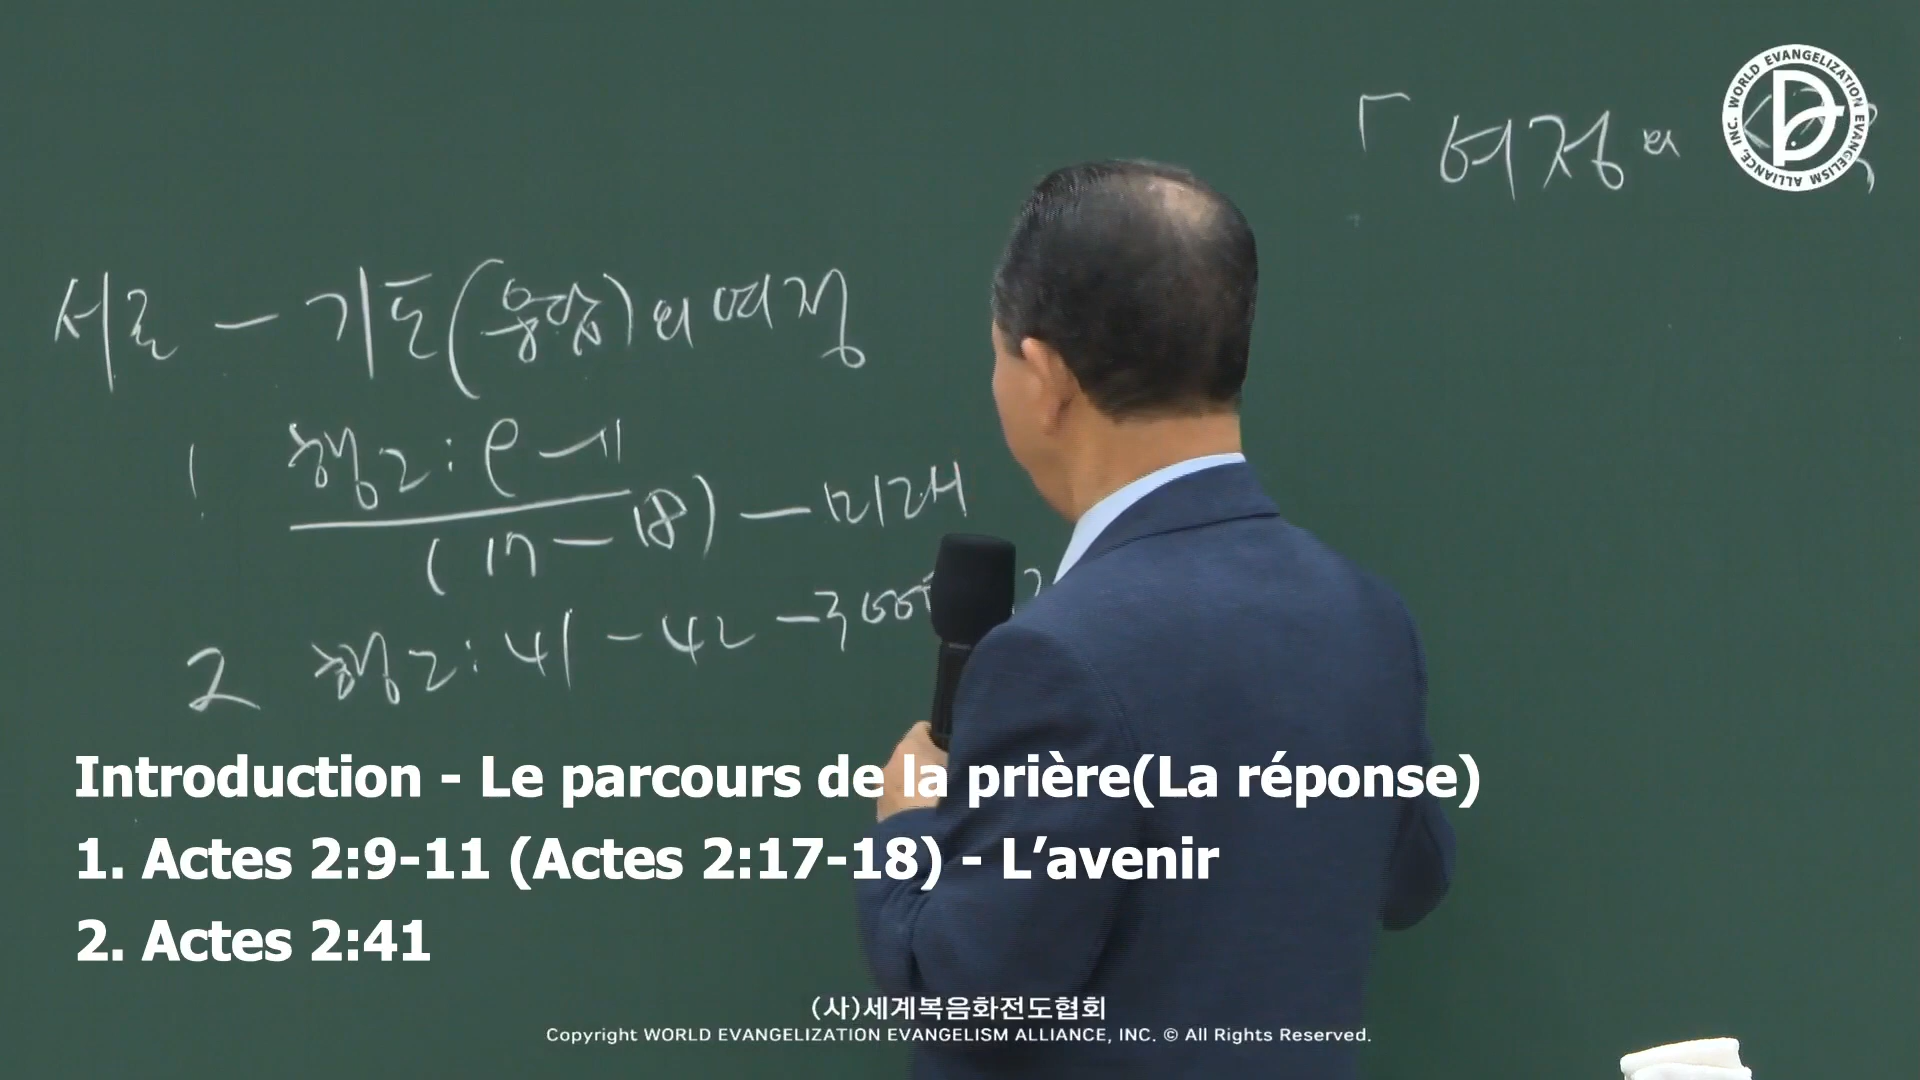 WORLD EVANGELIZATION EVANGELISM ALLIANCE, INC.
「여정의
서론 - 기도(응답)의 여정
1 행2:9-11
(17-18) - 미래
2 행2:41-42 - 3000
Introduction - Le parcours de la prière(La réponse)
1. Actes 2:9-11 (Actes 2:17-18) - L’avenir
2. Actes 2:41
(사)세계복음화전도협회
Copyright WORLD EVANGELIZATION EVANGELISM ALLIANCE, INC. © All Rights Reserved.